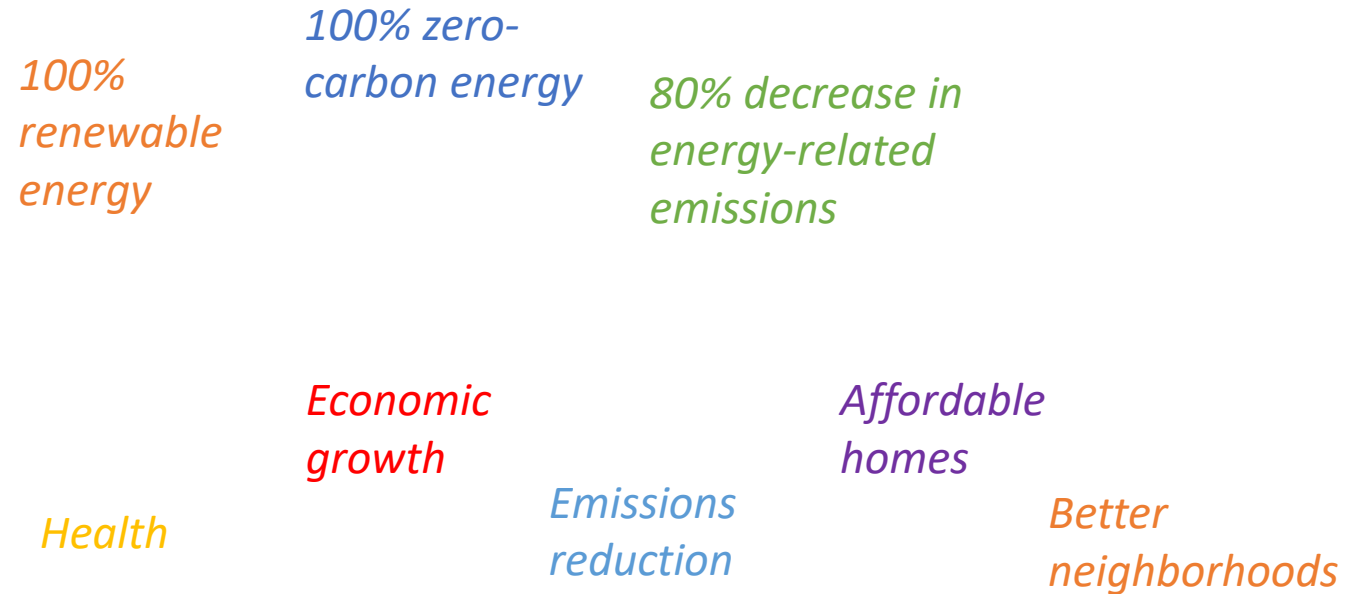 100%
renewable
energy
100% zero-
carbon energy
80% decrease in
energy-related
emissions
Economic
growth
Affordable
homes
Health
Emissions
reduction
Better
neighborhoods